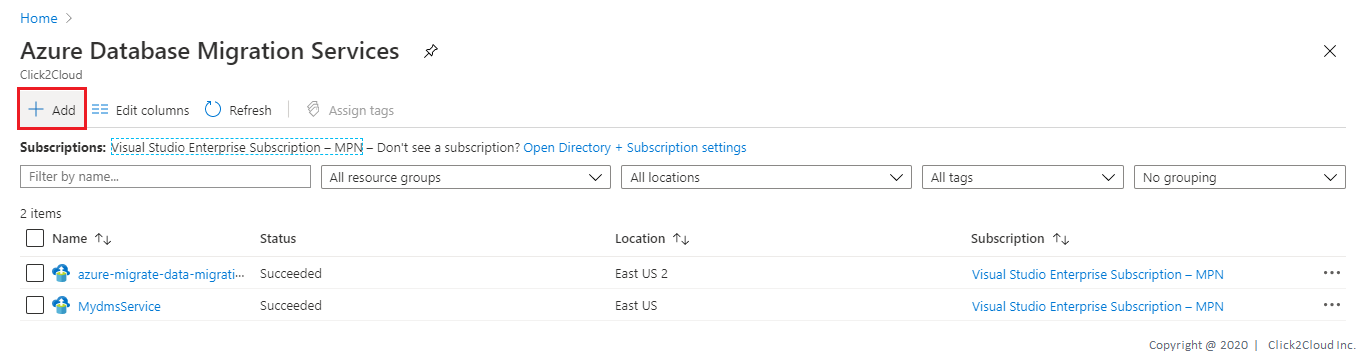 Home
Azure Database Migration Services
Click2Cloud
Add Edit columns Refresh Assign tags
Subscriptions: Visual Studio Enterprise Subscription – MPN – Don't see a subscription? Open Directory + Subscription settings
Filter by name... All resource groups All locations All tags No grouping
2 items
Name Status Location Subscription
azure-migrate-data-migrati... Succeeded East US 2 Visual Studio Enterprise Subscription – MPN
MydmsService Succeeded East US Visual Studio Enterprise Subscription – MPN
Copyright @ 2020 | Click2Cloud Inc.